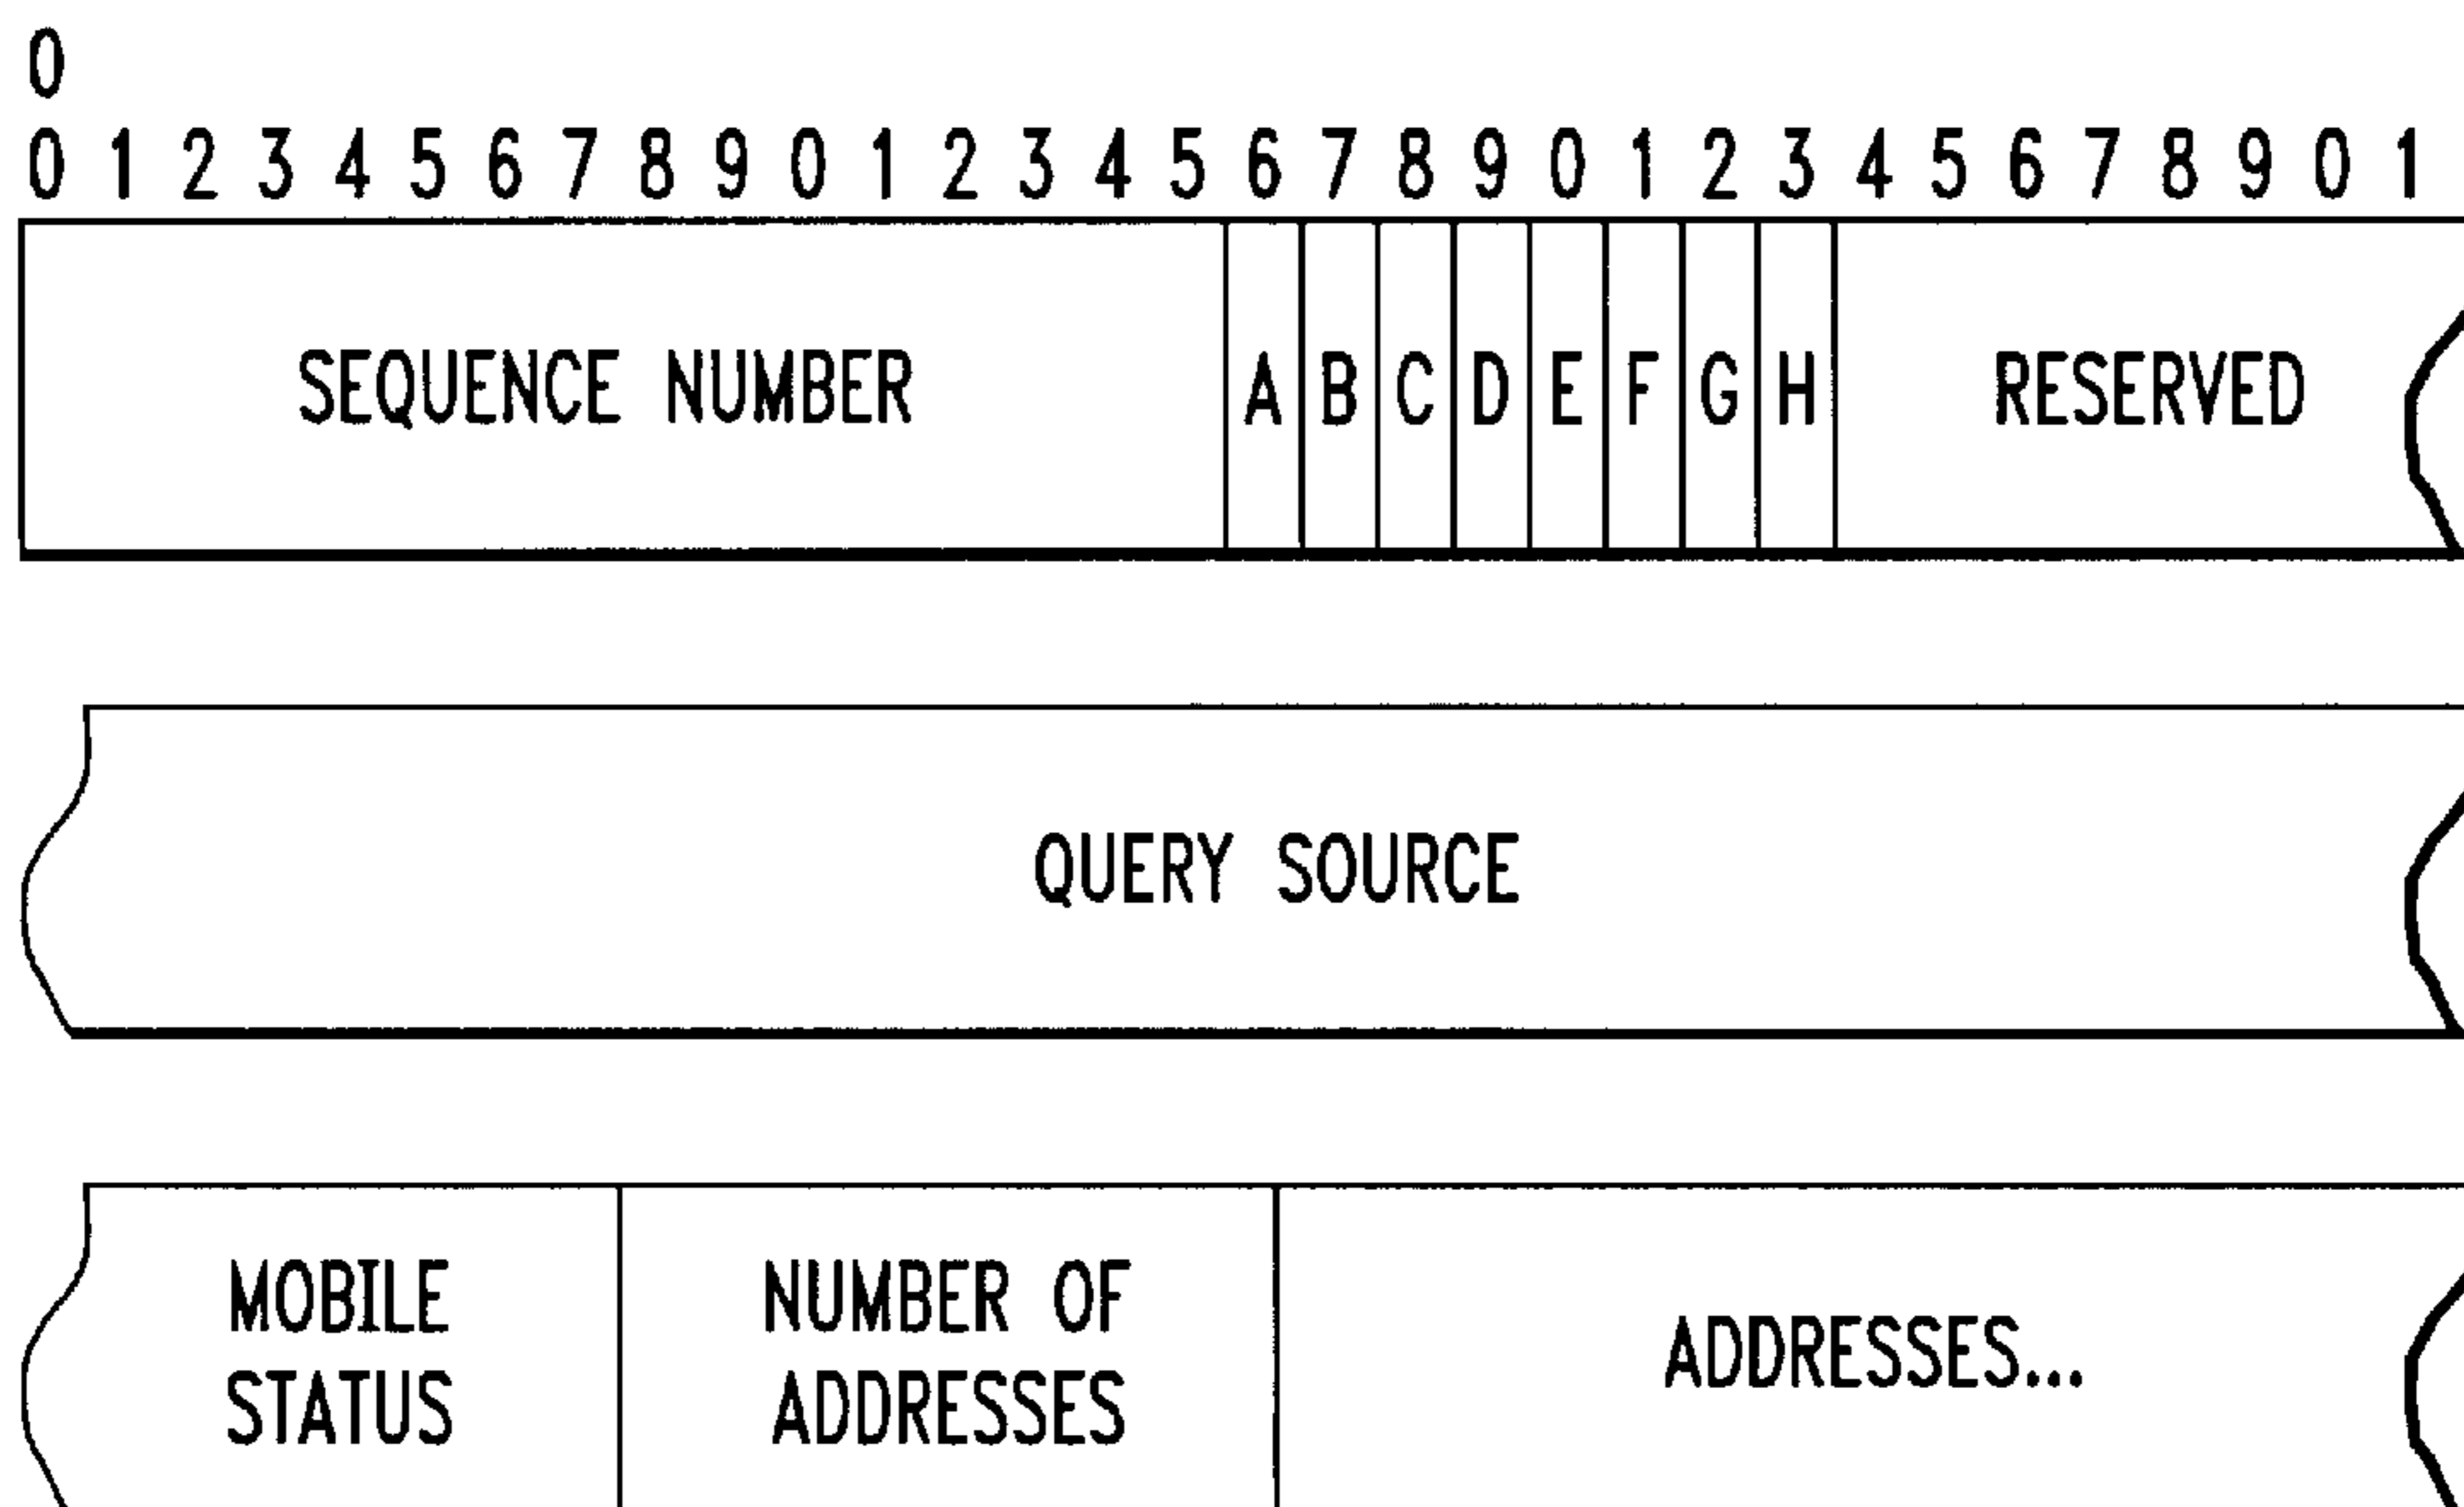 0
0 1 2 3 4 5 6 7 8 9 0 1 2 3 4 5 6 7 8 9 0 1 2 3 4 5 6 7 8 9 0 1
SEQUENCE NUMBER A B C D E F G H RESERVED
QUERY SOURCE
MOBILE STATUS
NUMBER OF ADDRESSES
ADDRESSES...